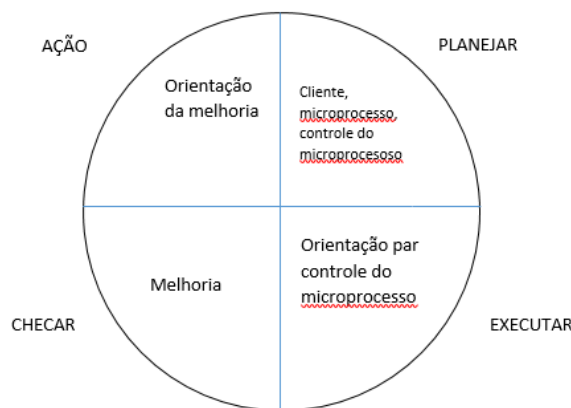 AÇÃO
PLANEJAR
Orientação
da melhoria
Cliente,
microprocesso,
controle do
microprocesoso
Melhoria
Orientação par
controle do
microprocesso
CHECAR
EXECUTAR